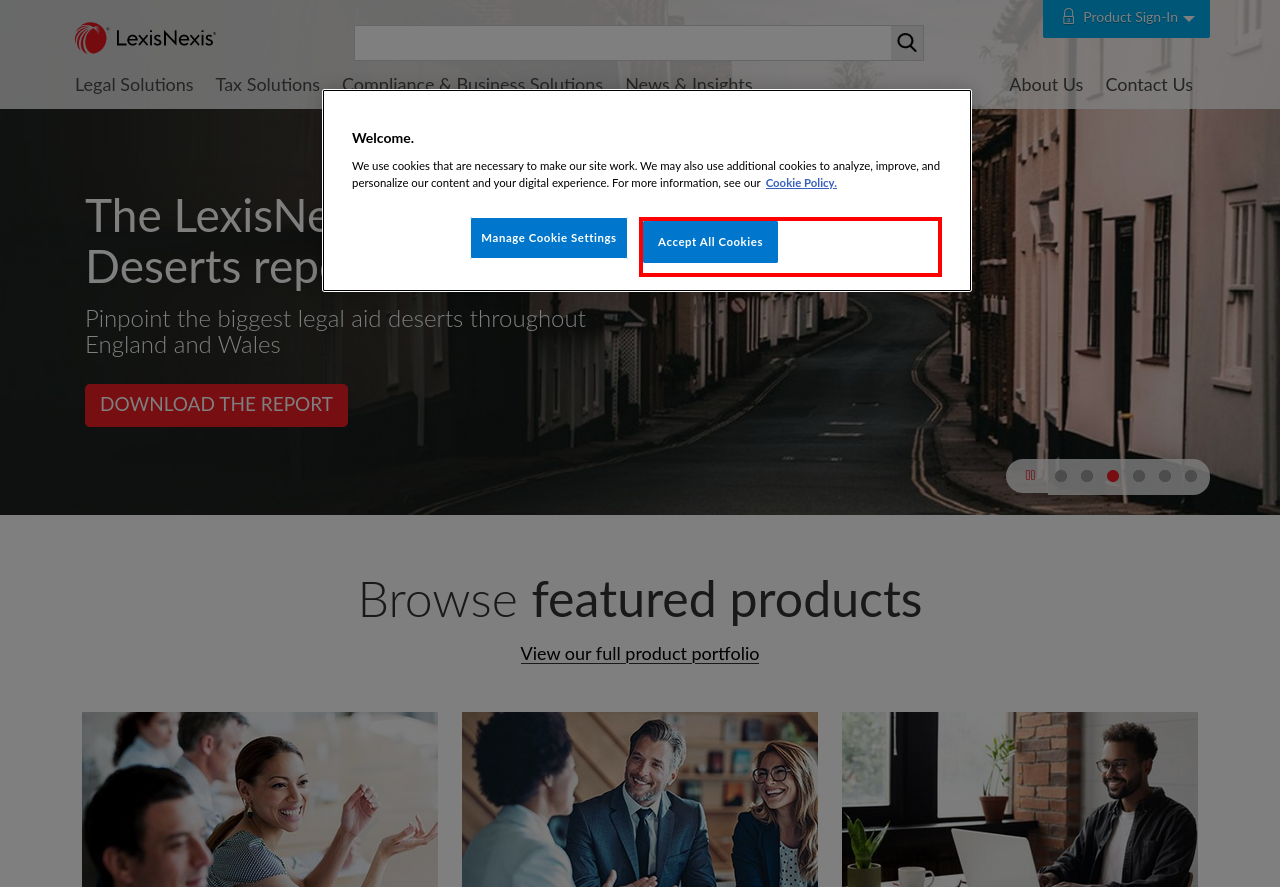 LexisNexis
Product Sign-In
Legal Solutions
Tax Solutions
Compliance & Business Solutions
News & Insights
About Us
Contact Us
Welcome.
We use cookies that are necessary to make our site work. We may also use additional cookies to analyze, improve, and
personalize our content and your digital experience. For more information, see our Cookie Policy.
Manage Cookie Settings
Accept All Cookies
The LexisNe
Deserts rep
Pinpoint the biggest legal aid deserts throughout
England and Wales
DOWNLOAD THE REPORT
Browse featured products
View our full product portfolio